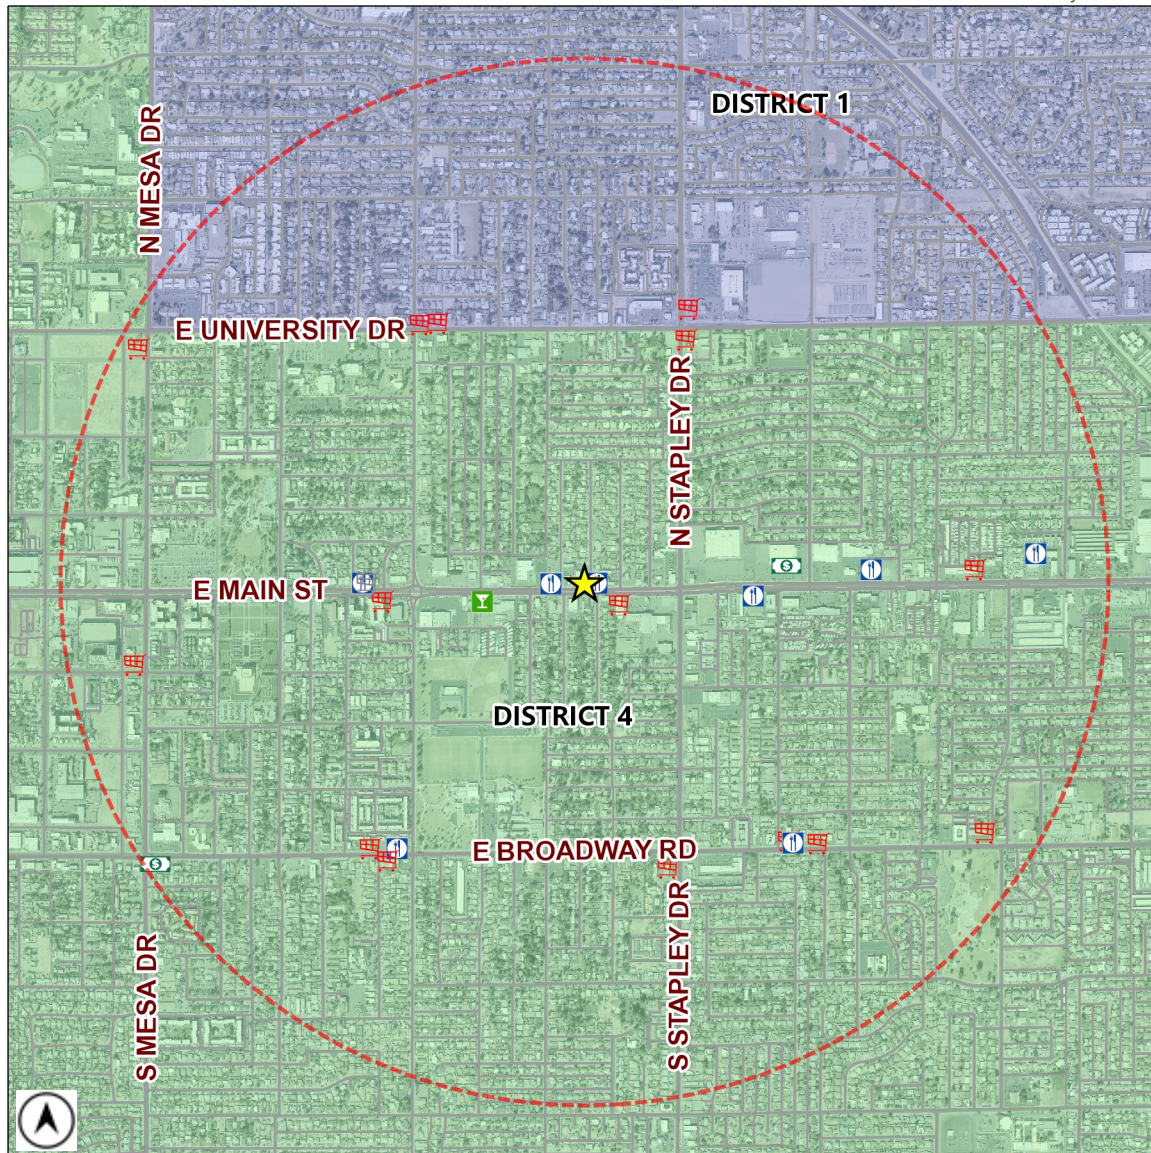 DISTRICT 1
N MESA DR
E UNIVERSITY DR
N STAPLEY DR
E MAIN ST
DISTRICT 4
E BROADWAY RD
S STAPLEY DR
S MESA DR